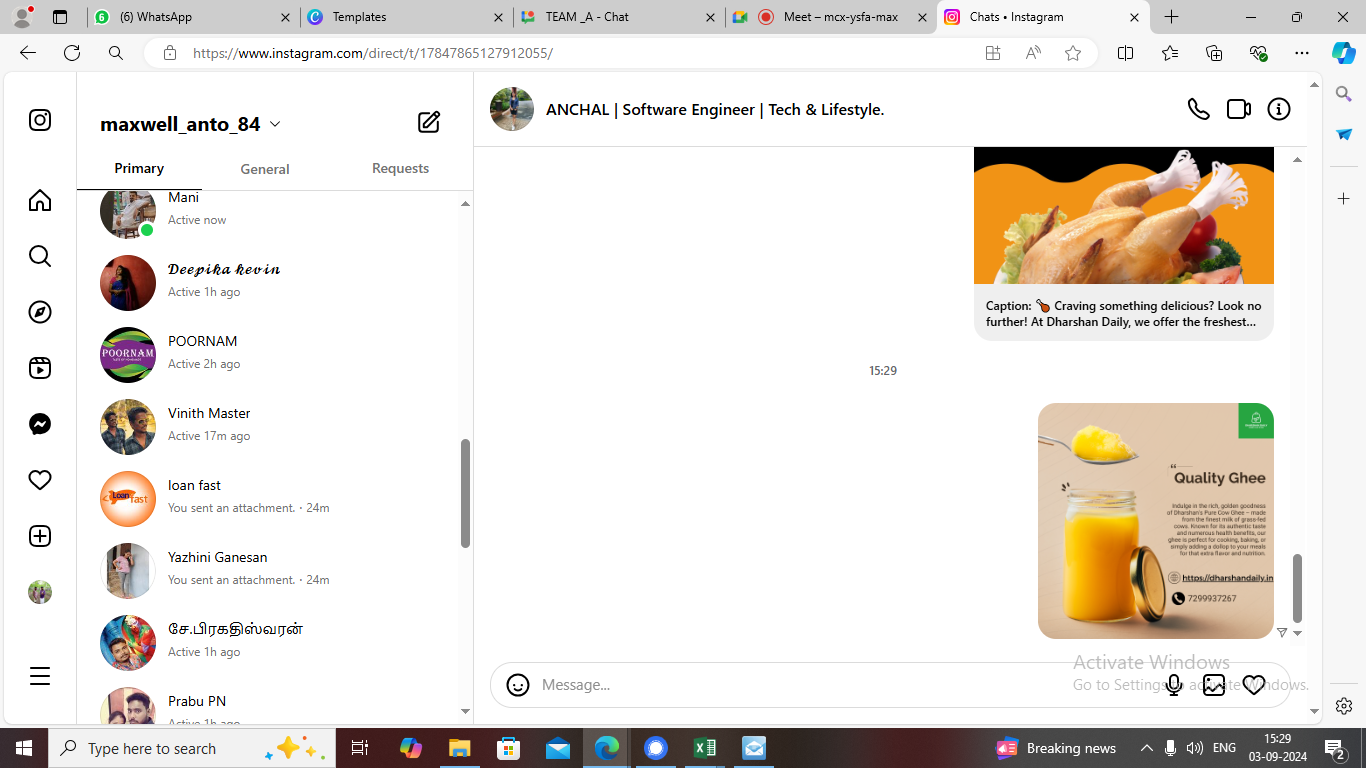 (6) WhatsApp
Templates
TEAM _A - Chat
Meet – mcx-ysfa-max
Chats • Instagram
https://www.instagram.com/direct/t/17847865127912055/
maxwell_anto_84
Primary
General
Requests
Mani
Active now
𝓓𝓮𝓮𝓹𝓲𝓴𝓪 𝓴𝓮𝓿𝓲𝓷
Active 1h ago
POORNAM
Active 2h ago
POORNAM
Vinith Master
Active 17m ago
loan fast
You sent an attachment. · 24m
Loan
fast
Yazhini Ganesan
You sent an attachment. · 24m
சே.பிரகதிஸ்வரன்
Active 1h ago
Prabu PN
Active 1h ago
ANCHAL | Software Engineer | Tech & Lifestyle.
Caption: 🍗 Craving something delicious? Look no
further! At Dharshan Daily, we offer the freshest...
15:29
Quality Ghee
Indulge in the rich, golden goodness
of Dharshan's Pure Cow Ghee – made
from the finest milk of grass-fed
cows. Known for its authentic taste
and numerous health benefits, our
ghee is perfect for cooking, baking, or
simply adding a dollop to your meals
for that extra flavor and nutrition.
https://dharshandaily.in
7299937267
Message...
Activate Windows
Go to Settings to activate Windows.
Type here to search
Breaking news
ENG
15:29
03-09-2024
2